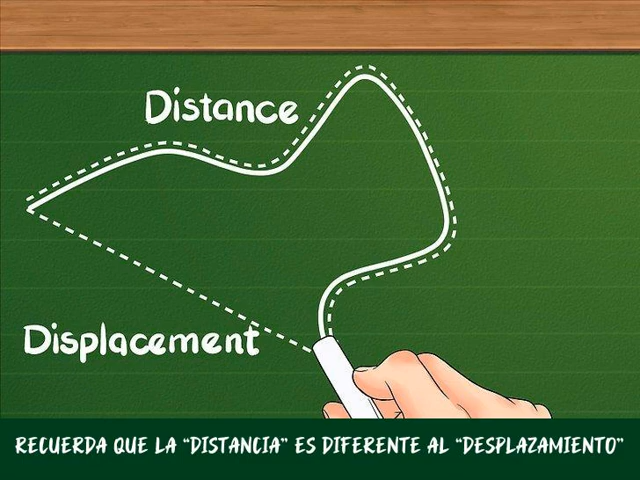 Distance
Displacement
RECUERDA QUE LA “DISTANCIA” ES DIFERENTE AL “DESPLAZAMIENTO”